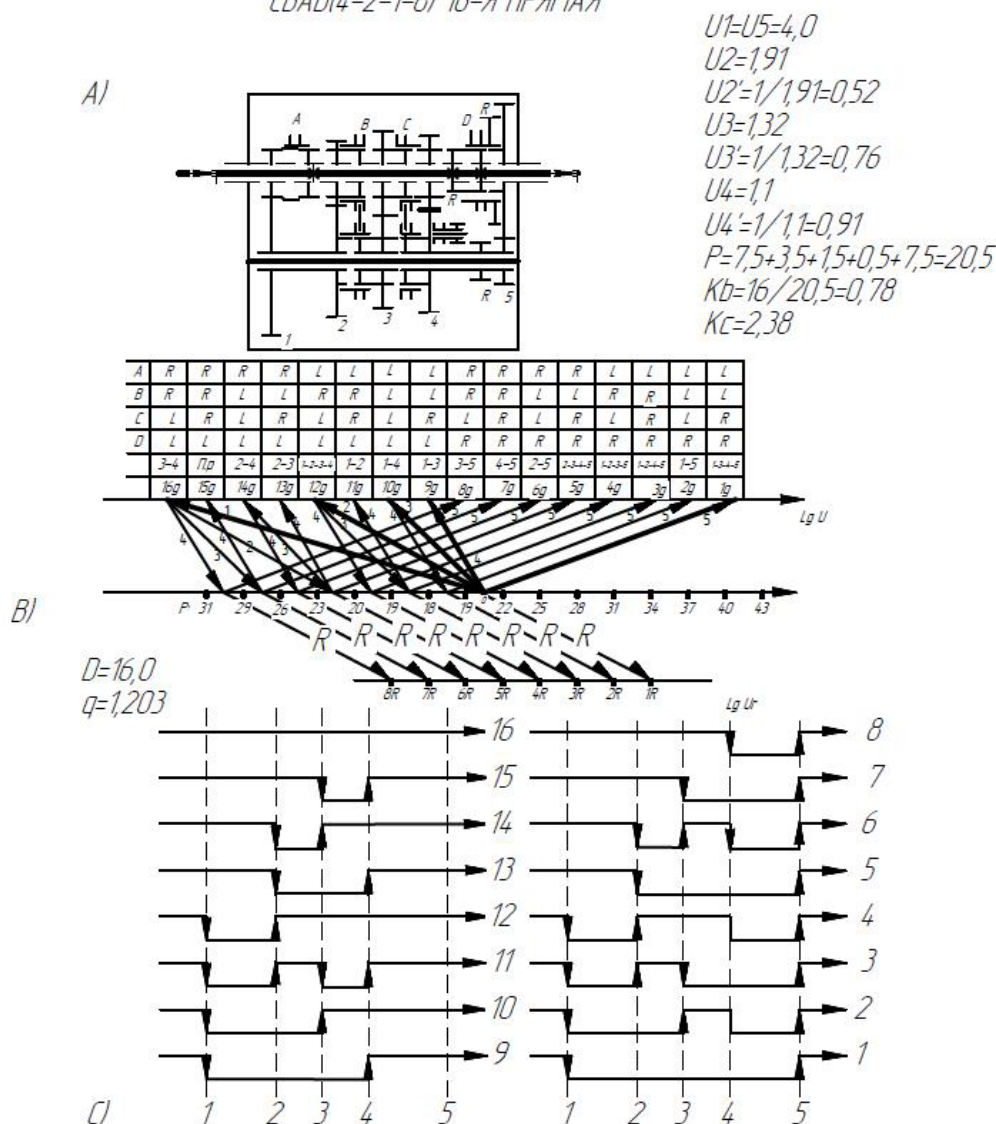 СВАD(4-2-1-8) 16-Я ПРЯМАЯ
U1=U5=4,0
U2=1,91
U2'=1/1,91=0,52
U3=1,32
U3'=1/1,32=0,76
U4=1,1
U4'=1/1,1=0,91
P=7,5+3,5+1,5+0,5+7,5=20,5
Kb=16/20,5=0,78
Kc=2,38
A)
A B C D R
R
R
1 2 3 4 R 5
A R R R R L L L L R R R R L L L L
B R R L L R R L L R R L L R R L L
C L R L R L R L R L R L R L R L R
D L L L L L L L L R R R R R R R R
3-4 П,р 2-4 2-3 1-2-3-4 1-2 1-4 1-3 3-5 4-5 2-5 2-3-4-5 1-2-3-5 1-2-4-5 1-5 1-3-4-5
16g 15g 14g 13g 12g 11g 10g 9g 8g 7g 6g 5g 4g 3g 2g 1g
Lg U
B)
P 31 29 26 23 20 19 18 19 22 25 28 31 34 37 40 43
R R R R R R R R
8R 7R 6R 5R 4R 3R 2R 1R
Lg Ur
D=16,0
q=1,203
16 8
15 7
14 6
13 5
12 4
11 3
10 2
9 1
C) 1 2 3 4 5 1 2 3 4 5